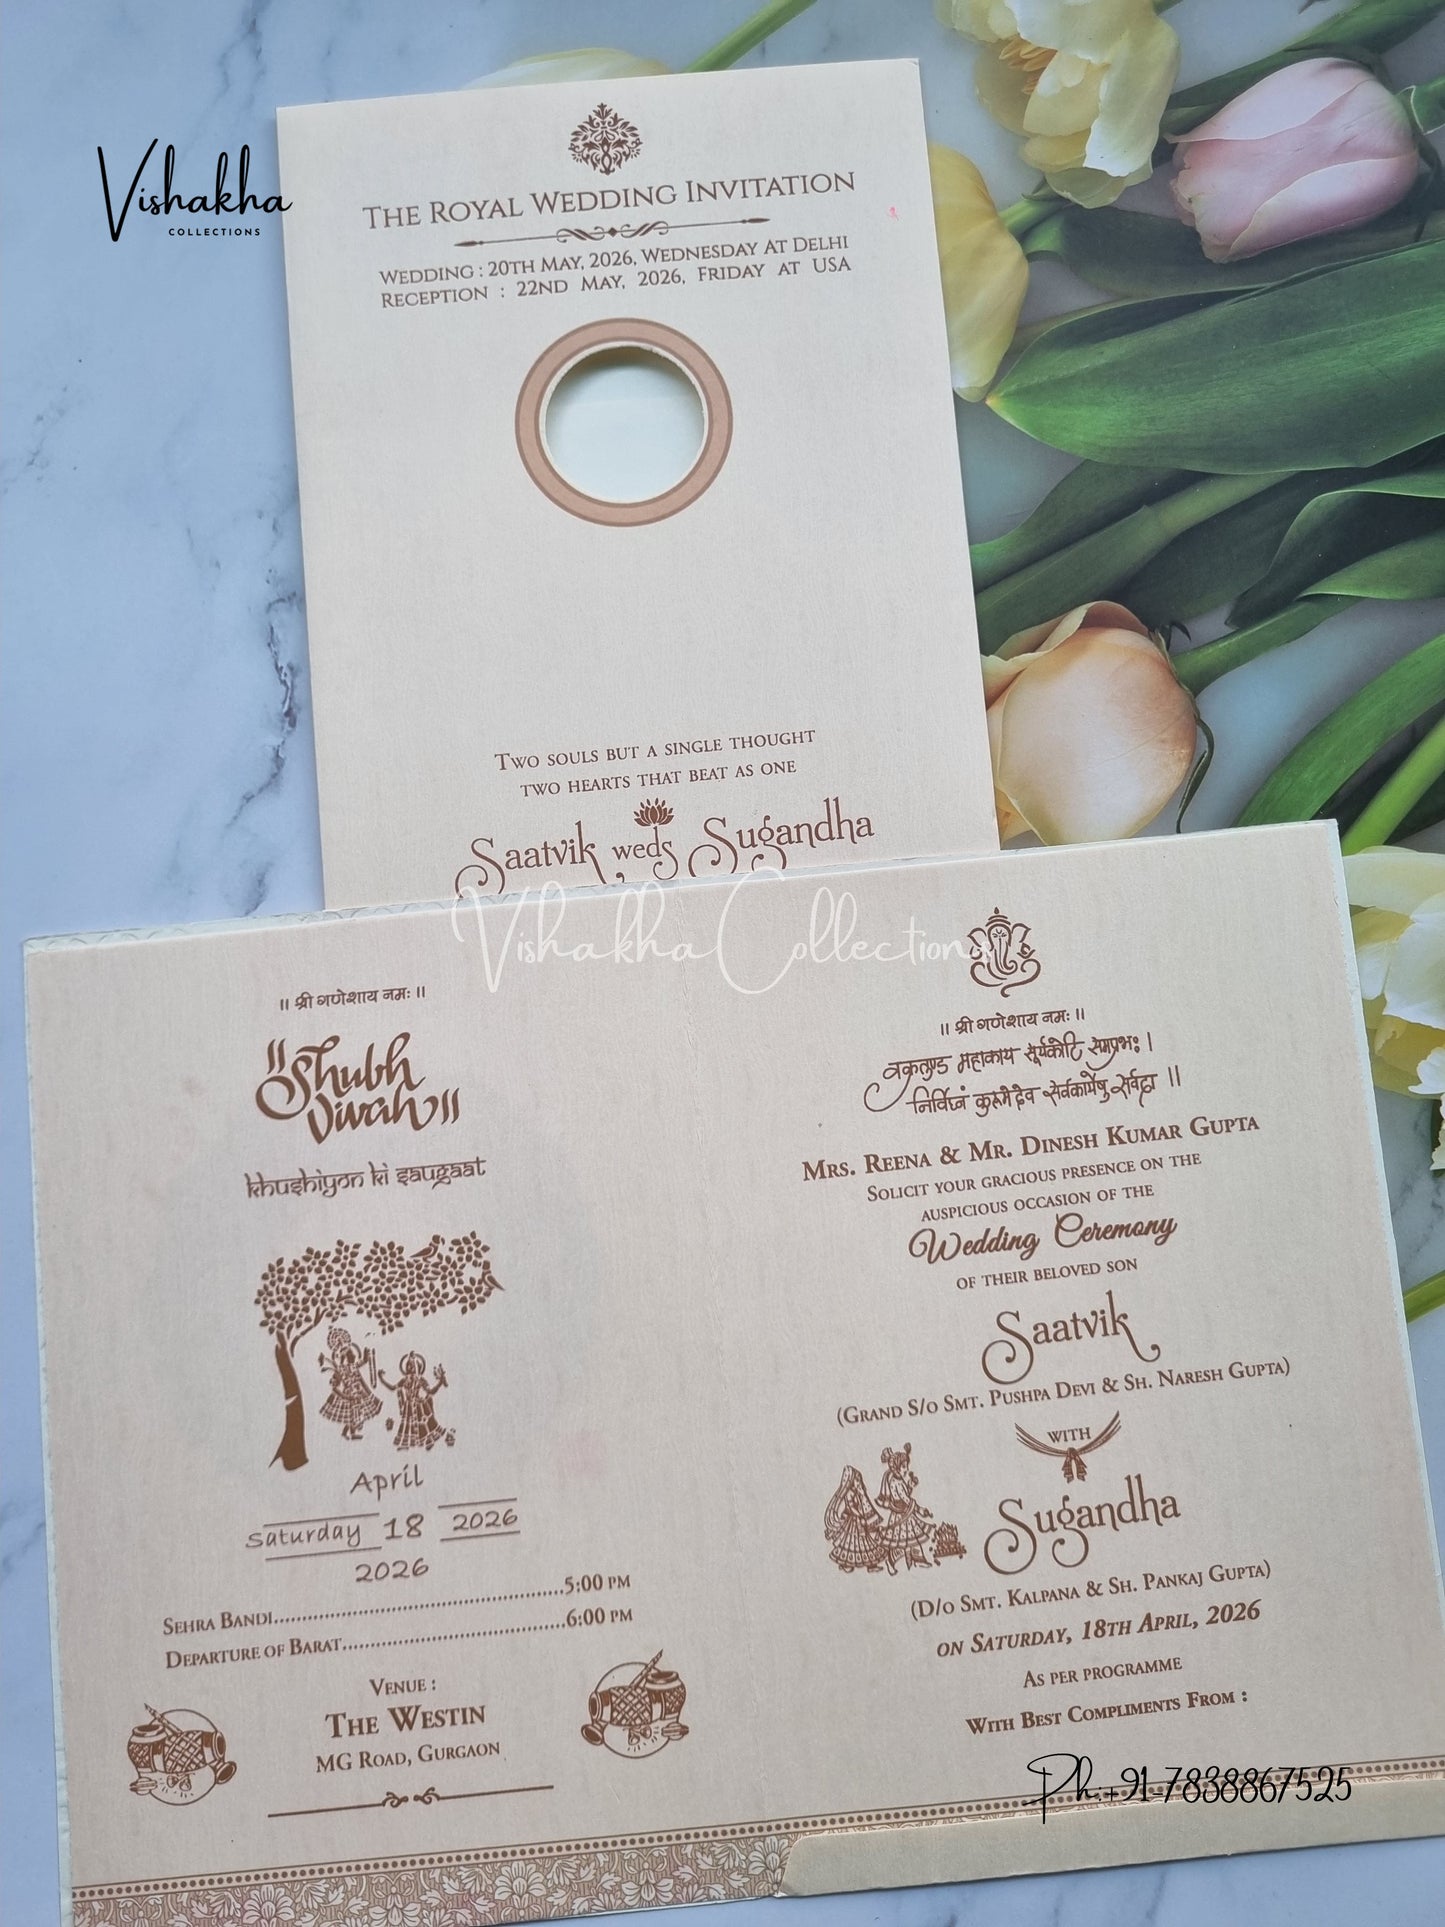 Vishakha
COLLECTIONS
The Royal Wedding Invitation
Wedding : 20th May, 2026, Wednesday At Delhi
Reception : 22nd May, 2026, Friday at USA
Two souls but a single thought
two hearts that beat as one
Saatvik weds Sugandha
Vishakha Collections
॥ श्री गणेशाय नमः ॥
॥ Shubh
Vivah ॥
khushiyon ki saugaat
April
Saturday 18 2026
2026
Sehra Bandi......5:00 pm
Departure of Barat......6:00 pm
Venue :
The Westin
MG Road, Gurgaon
॥ श्री गणेशाय नमः ॥
वक्रतुण्ड महाकाय सूर्यकोटि समप्रभः।
निर्विघ्नं कुरूमेदेव सर्वकार्येषु सर्वदा ॥
Mrs. Reena & Mr. Dinesh Kumar Gupta
Solicit your gracious presence on the
auspicious occasion of the
Wedding Ceremony
of their beloved son
Saatvik
(Grand S/o Smt. Pushpa Devi & Sh. Naresh Gupta)
with
Sugandha
(D/o Smt. Kalpana & Sh. Pankaj Gupta)
on Saturday, 18th April, 2026
As per programme
With Best Compliments From :
Ph:+91-7838867525